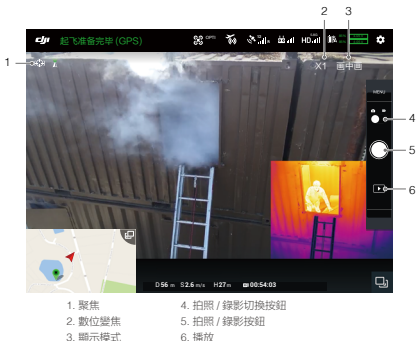 2 3
dji 起飞准备完毕 (GPS) GPS HD
1 X1 画中画
MENU
4
5
6
D 56 m S 2.6 m/s H 27 m 00:54:03
1. 聚焦 4. 拍照 / 錄影切換按鈕
2. 數位變焦 5. 拍照 / 錄影按鈕
3. 顯示模式 6. 播放